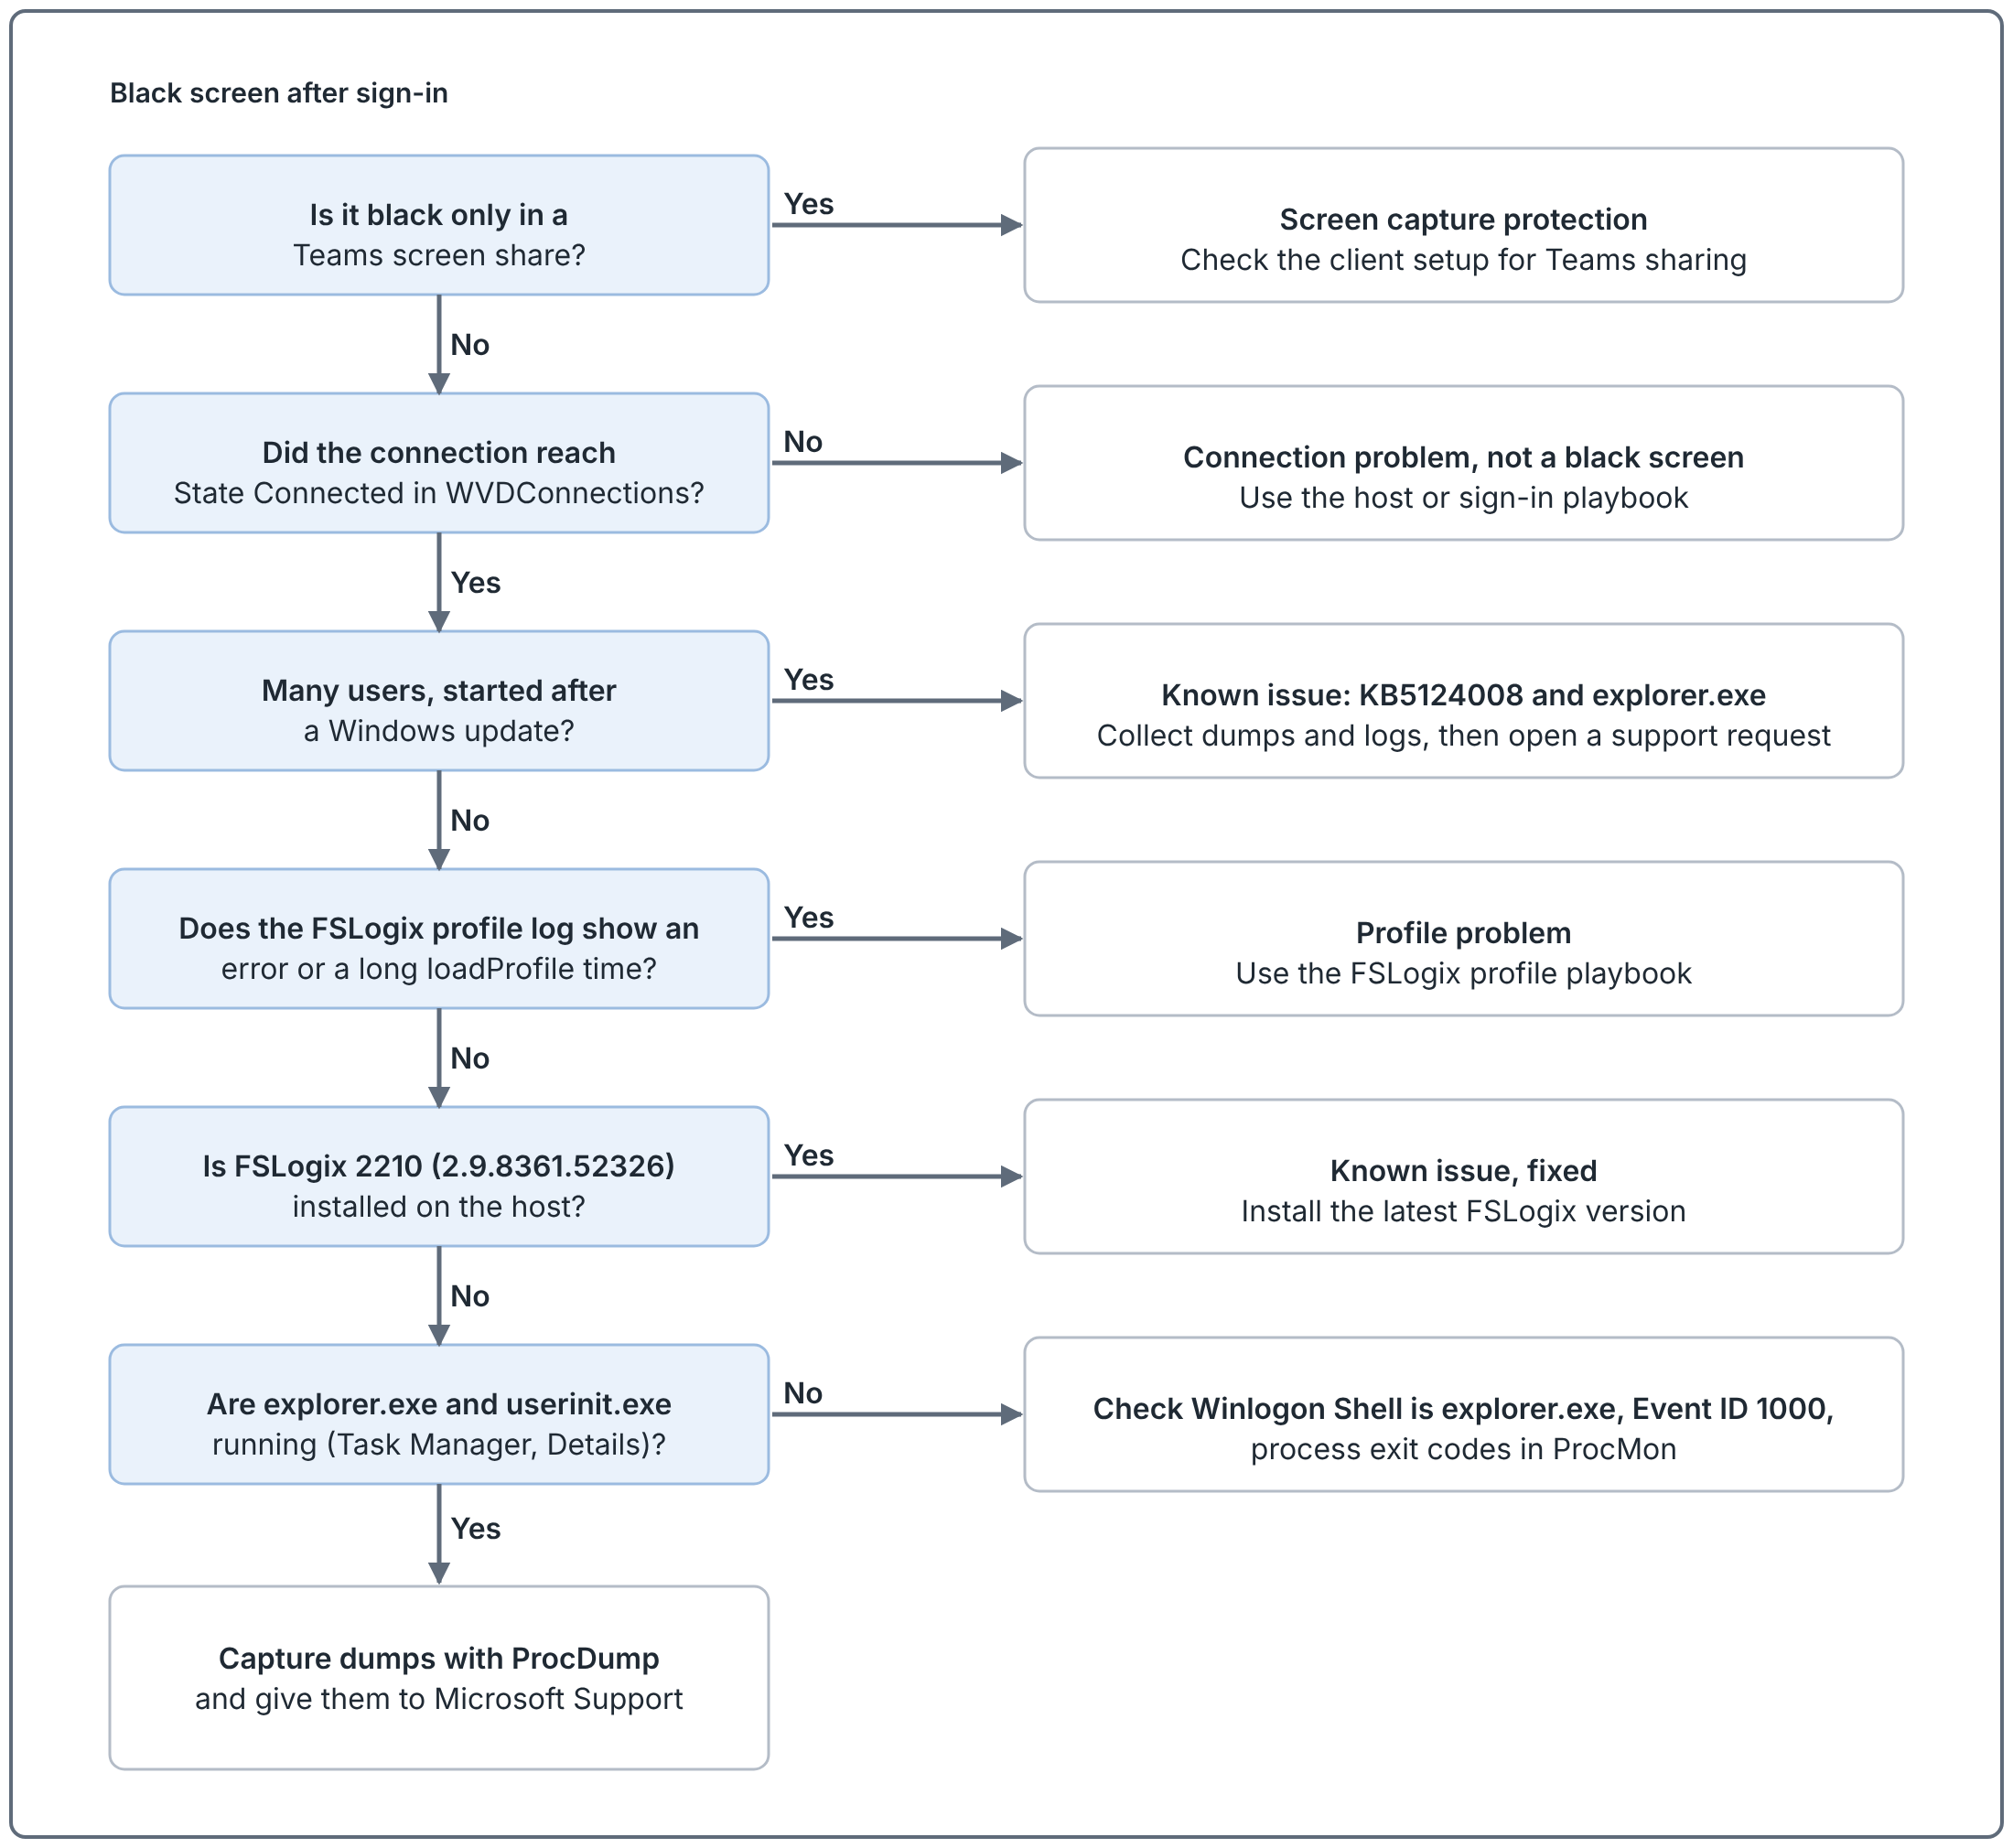 Black screen after sign-in
Is it black only in a
Teams screen share?
Yes
Screen capture protection
Check the client setup for Teams sharing
No
Did the connection reach
State Connected in WVDConnections?
No
Connection problem, not a black screen
Use the host or sign-in playbook
Yes
Many users, started after
a Windows update?
Yes
Known issue: KB5124008 and explorer.exe
Collect dumps and logs, then open a support request
No
Does the FSLogix profile log show an
error or a long loadProfile time?
Yes
Profile problem
Use the FSLogix profile playbook
No
Is FSLogix 2210 (2.9.8361.52326)
installed on the host?
Yes
Known issue, fixed
Install the latest FSLogix version
No
Are explorer.exe and userinit.exe
running (Task Manager, Details)?
No
Check Winlogon Shell is explorer.exe, Event ID 1000,
process exit codes in ProcMon
Yes
Capture dumps with ProcDump
and give them to Microsoft Support